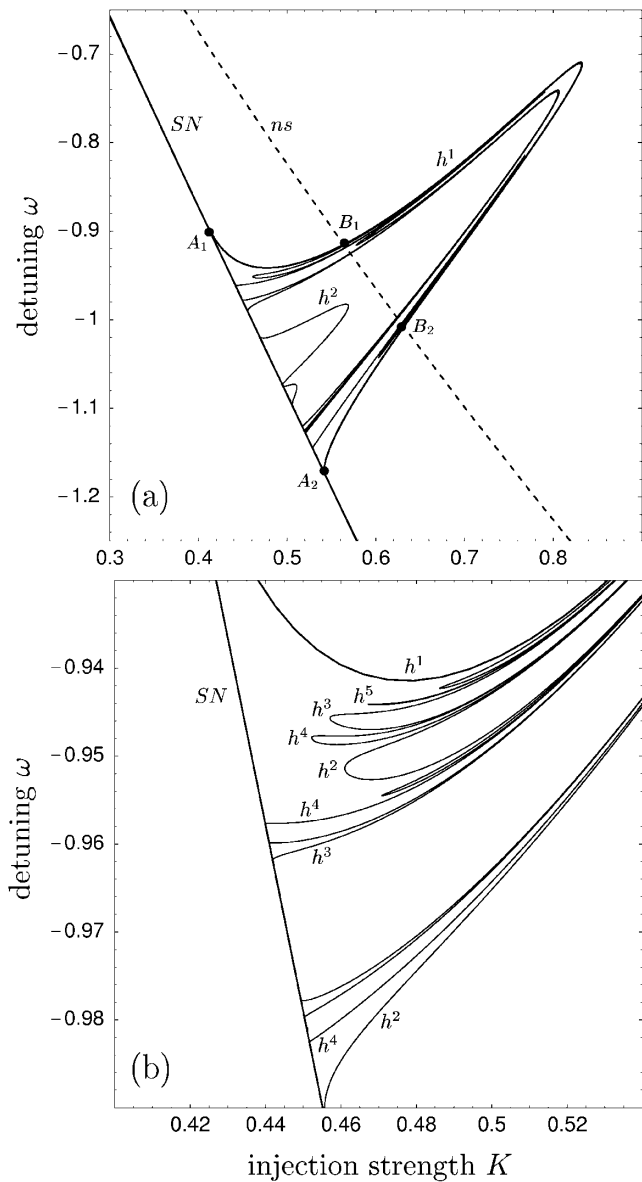 −0.7
SN
ns
−0.8
h¹
−0.9
A₁
B₁
detuning ω
h²
−1
B₂
−1.1
A₂
−1.2
(a)
0.3 0.4 0.5 0.6 0.7 0.8
−0.94
h¹
SN
h⁵
h³
h⁴
−0.95
h²
detuning ω
h⁴
−0.96
h³
−0.97
−0.98
h²
h⁴
(b)
0.42 0.44 0.46 0.48 0.5 0.52
injection strength K